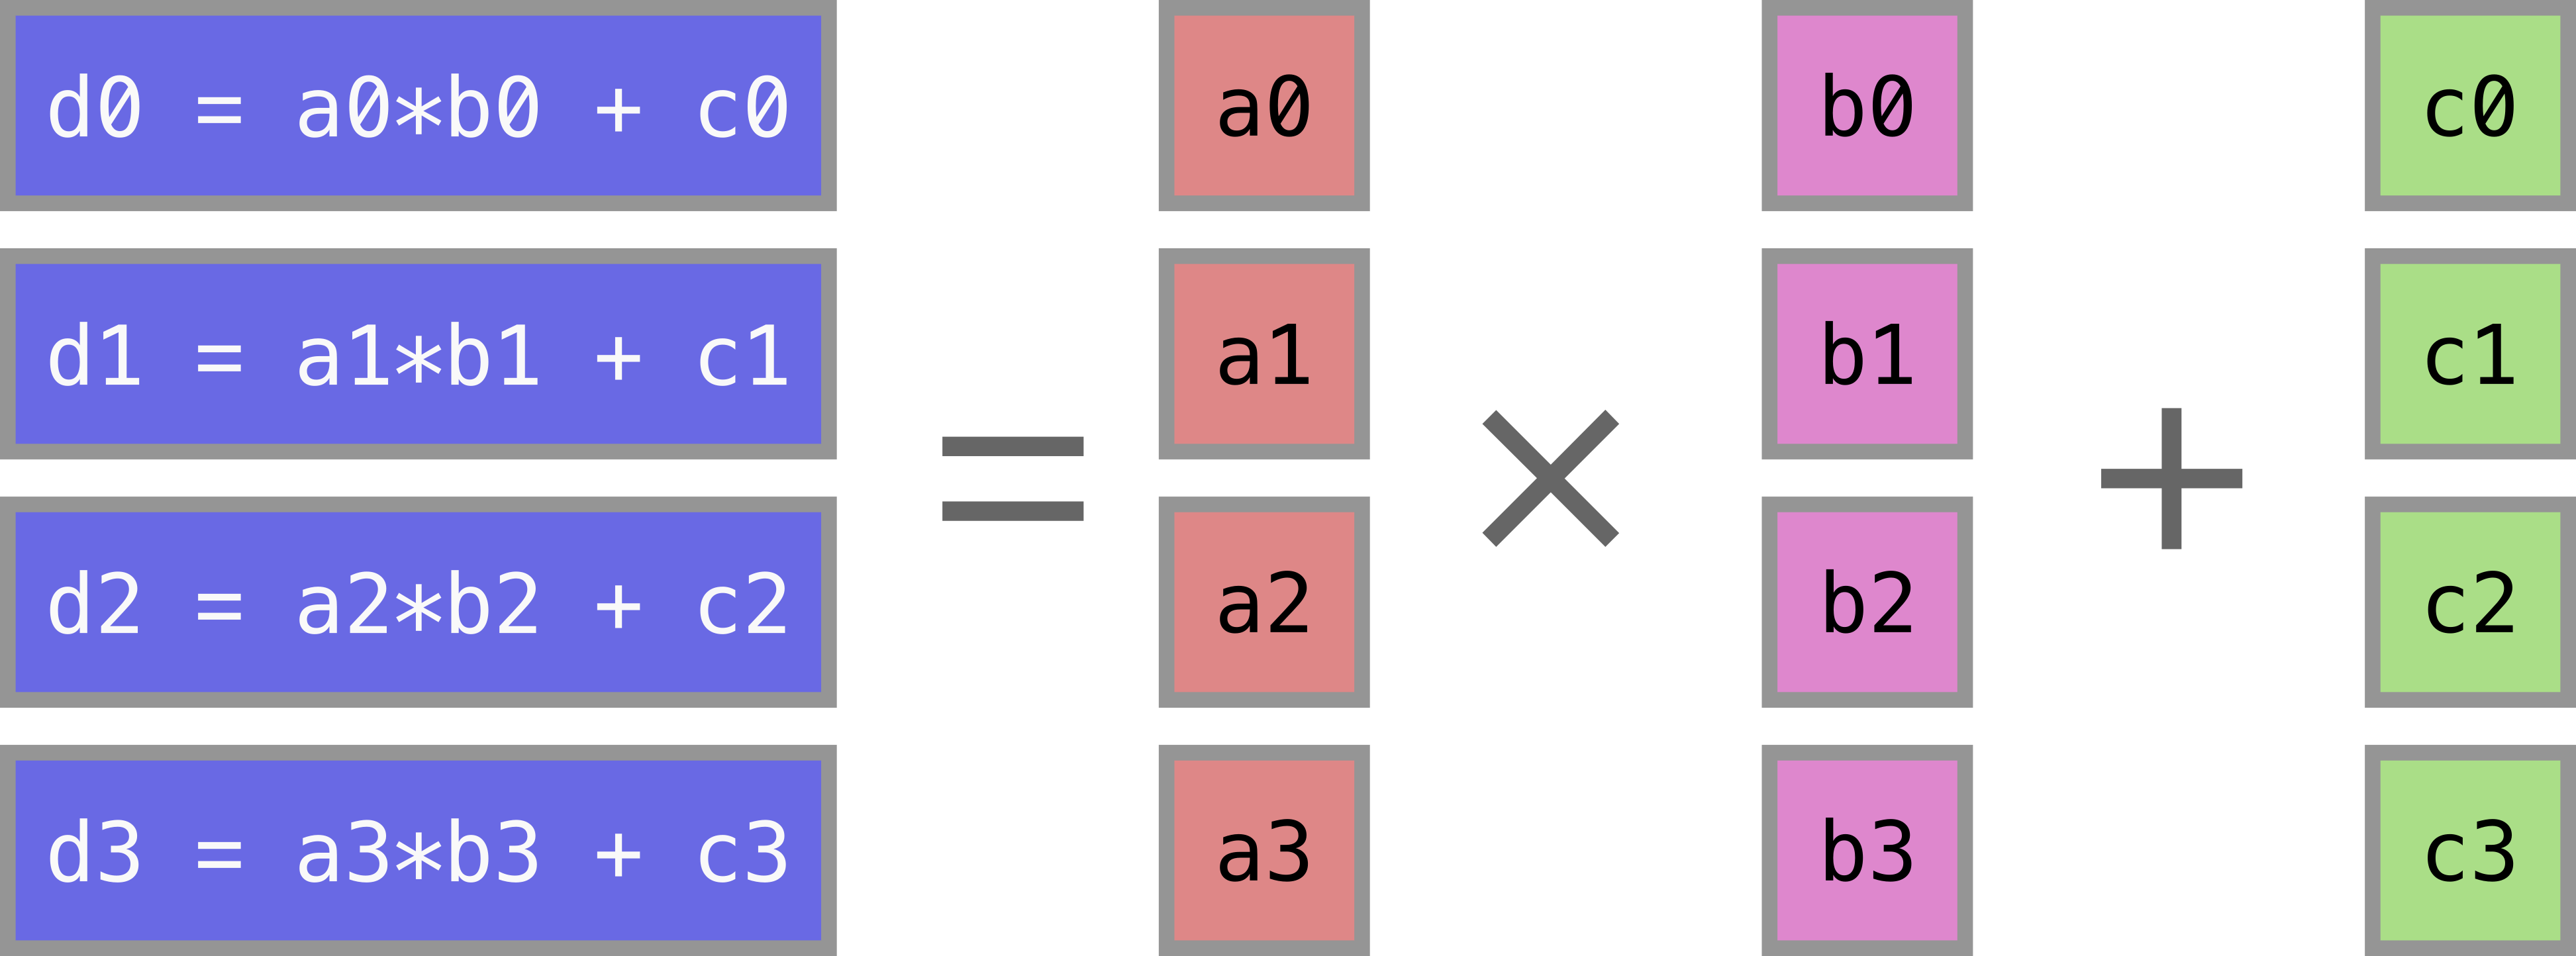 d0 = a0*b0 + c0 a0 b0 c0
d1 = a1*b1 + c1 a1 b1 c1
= × +
d2 = a2*b2 + c2 a2 b2 c2
d3 = a3*b3 + c3 a3 b3 c3